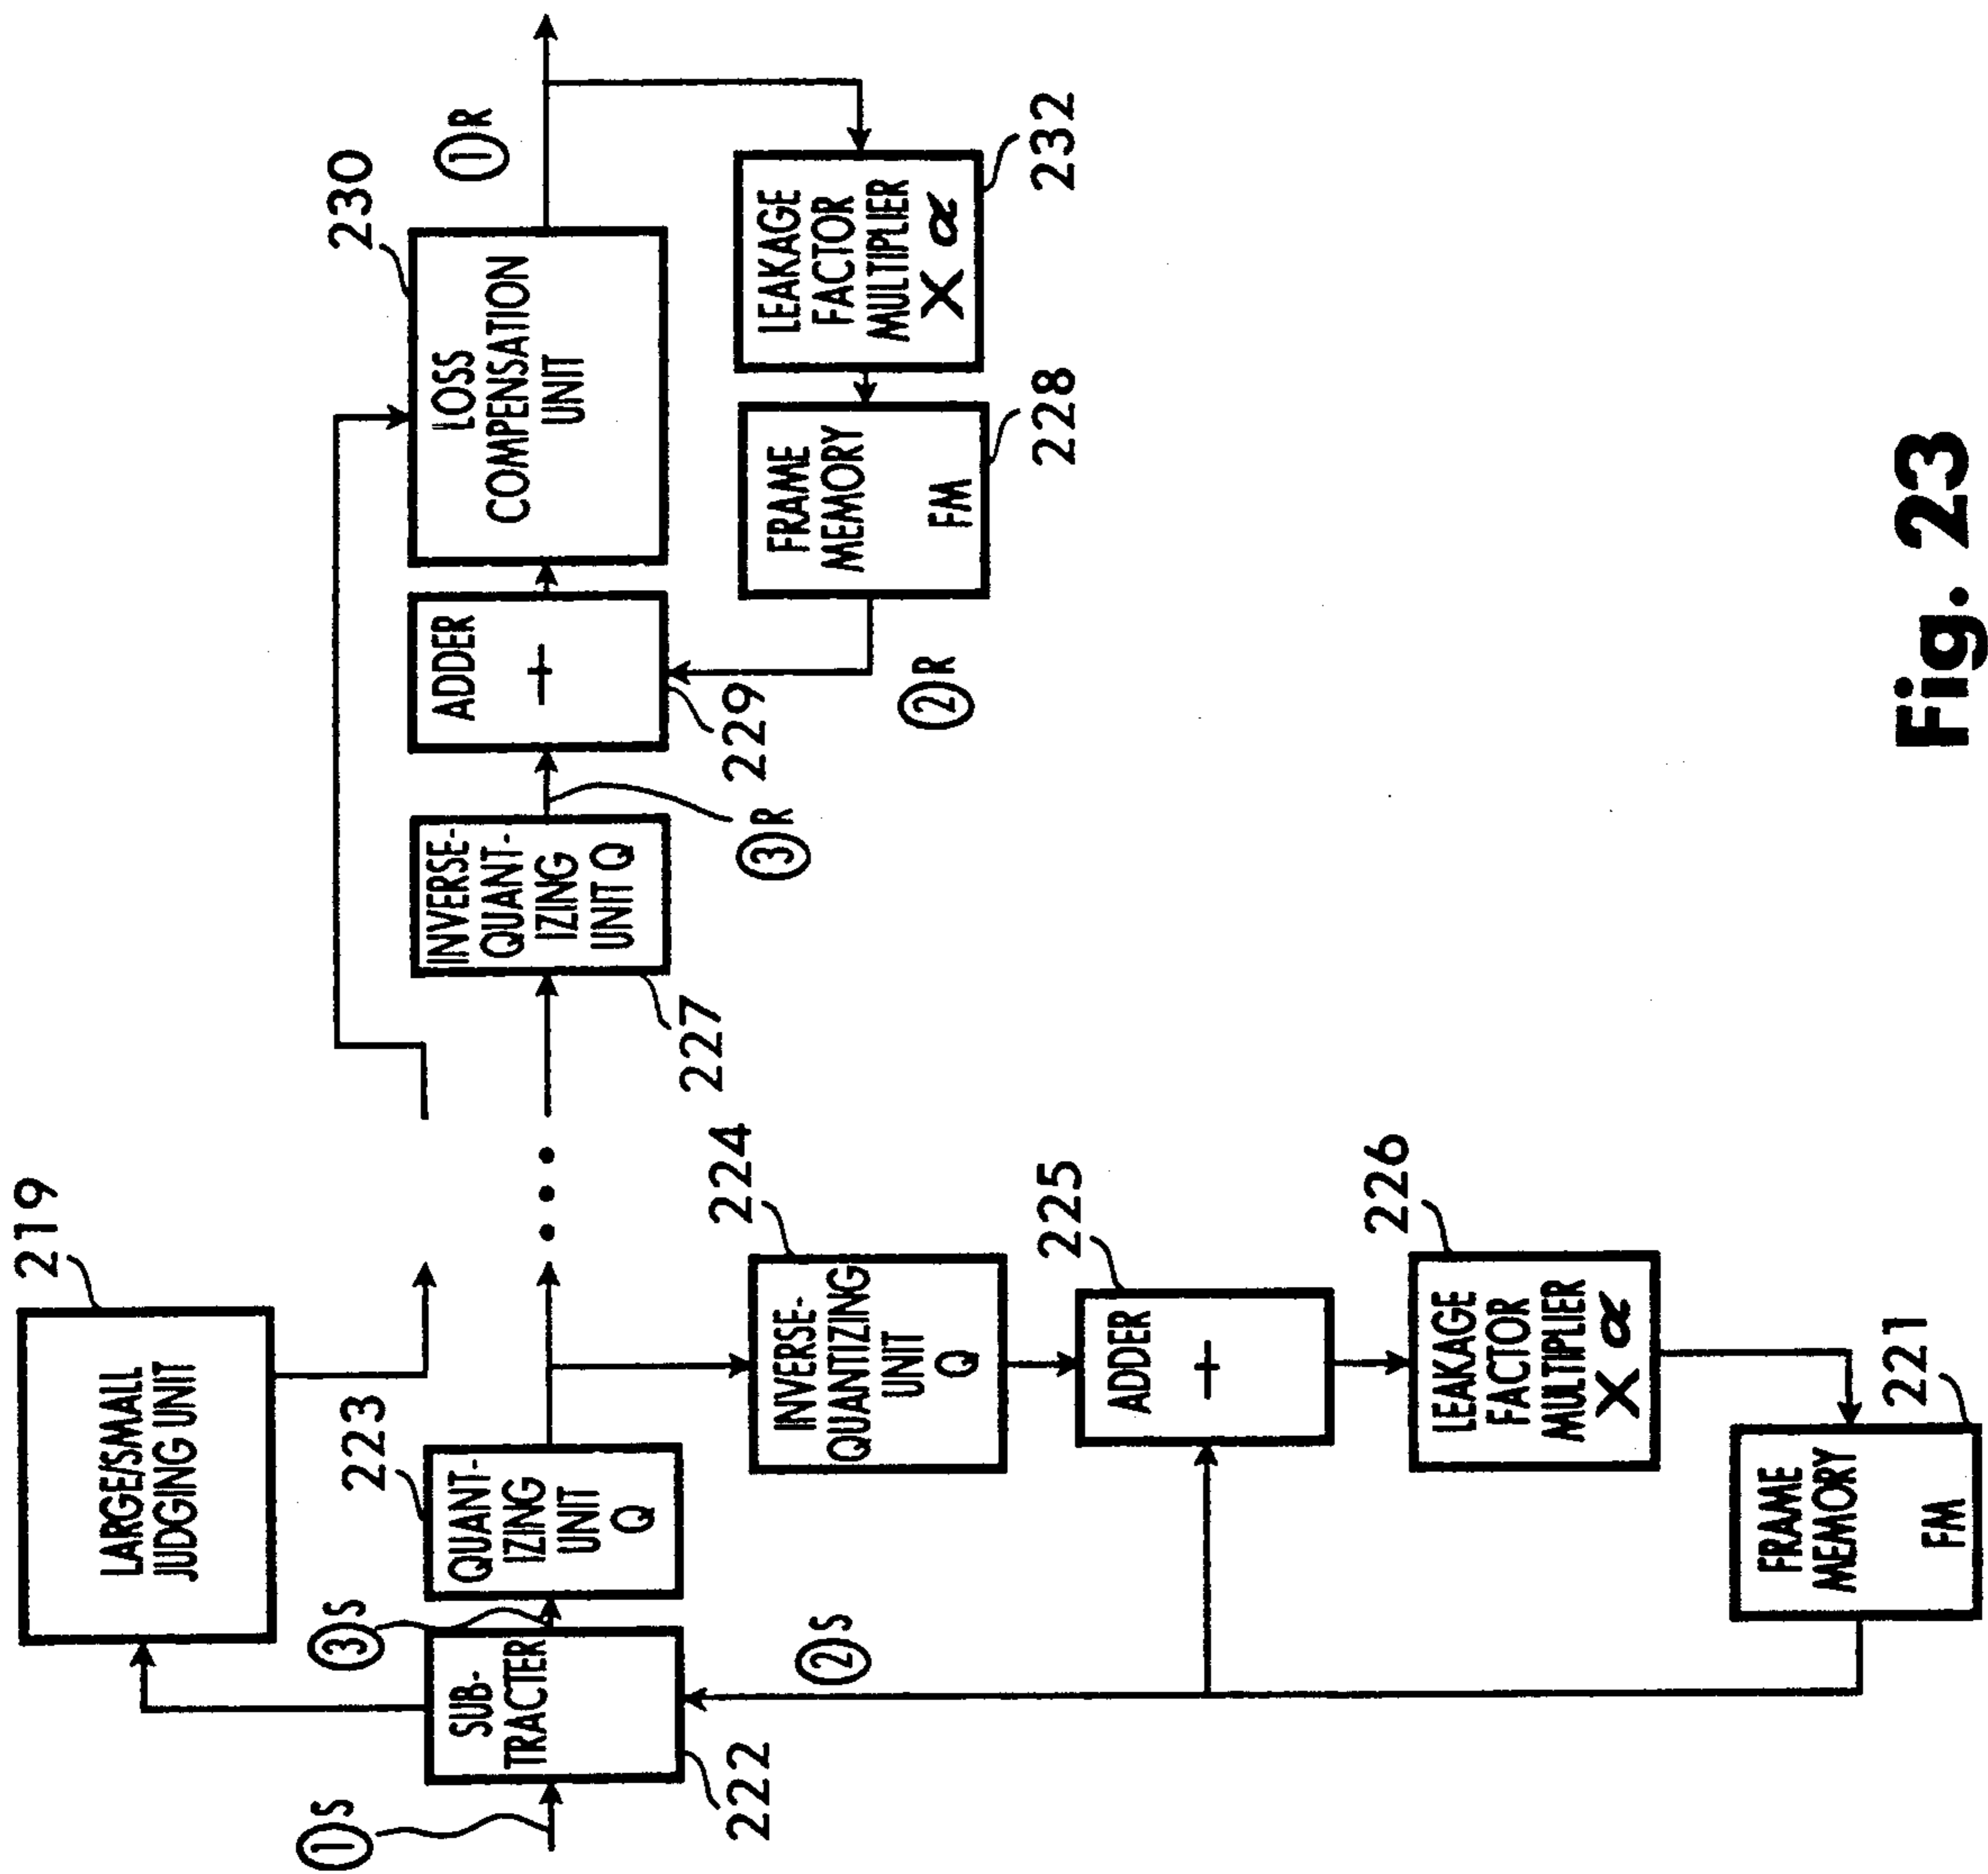 219
LARGE/SMALL
JUDGING UNIT
①S
SUB-
TRACTER
222
③S
223
QUANT-
IZING
UNIT
Q
②S
224
INVERSE-
QUANTIZING
UNIT
Q
225
ADDER
+
226
LEAKAGE
FACTOR
MULTIPLIER
X α
221
FRAME
MEMORY
FM
INVERSE-
QUANT-
IZING
UNIT Q
227
③R
ADDER
+
229
230
LOSS
COMPENSATION
UNIT
①R
②R
FRAME
MEMORY
FM
228
LEAKAGE
FACTOR
MULTIPLIER
X α
232
Fig. 23